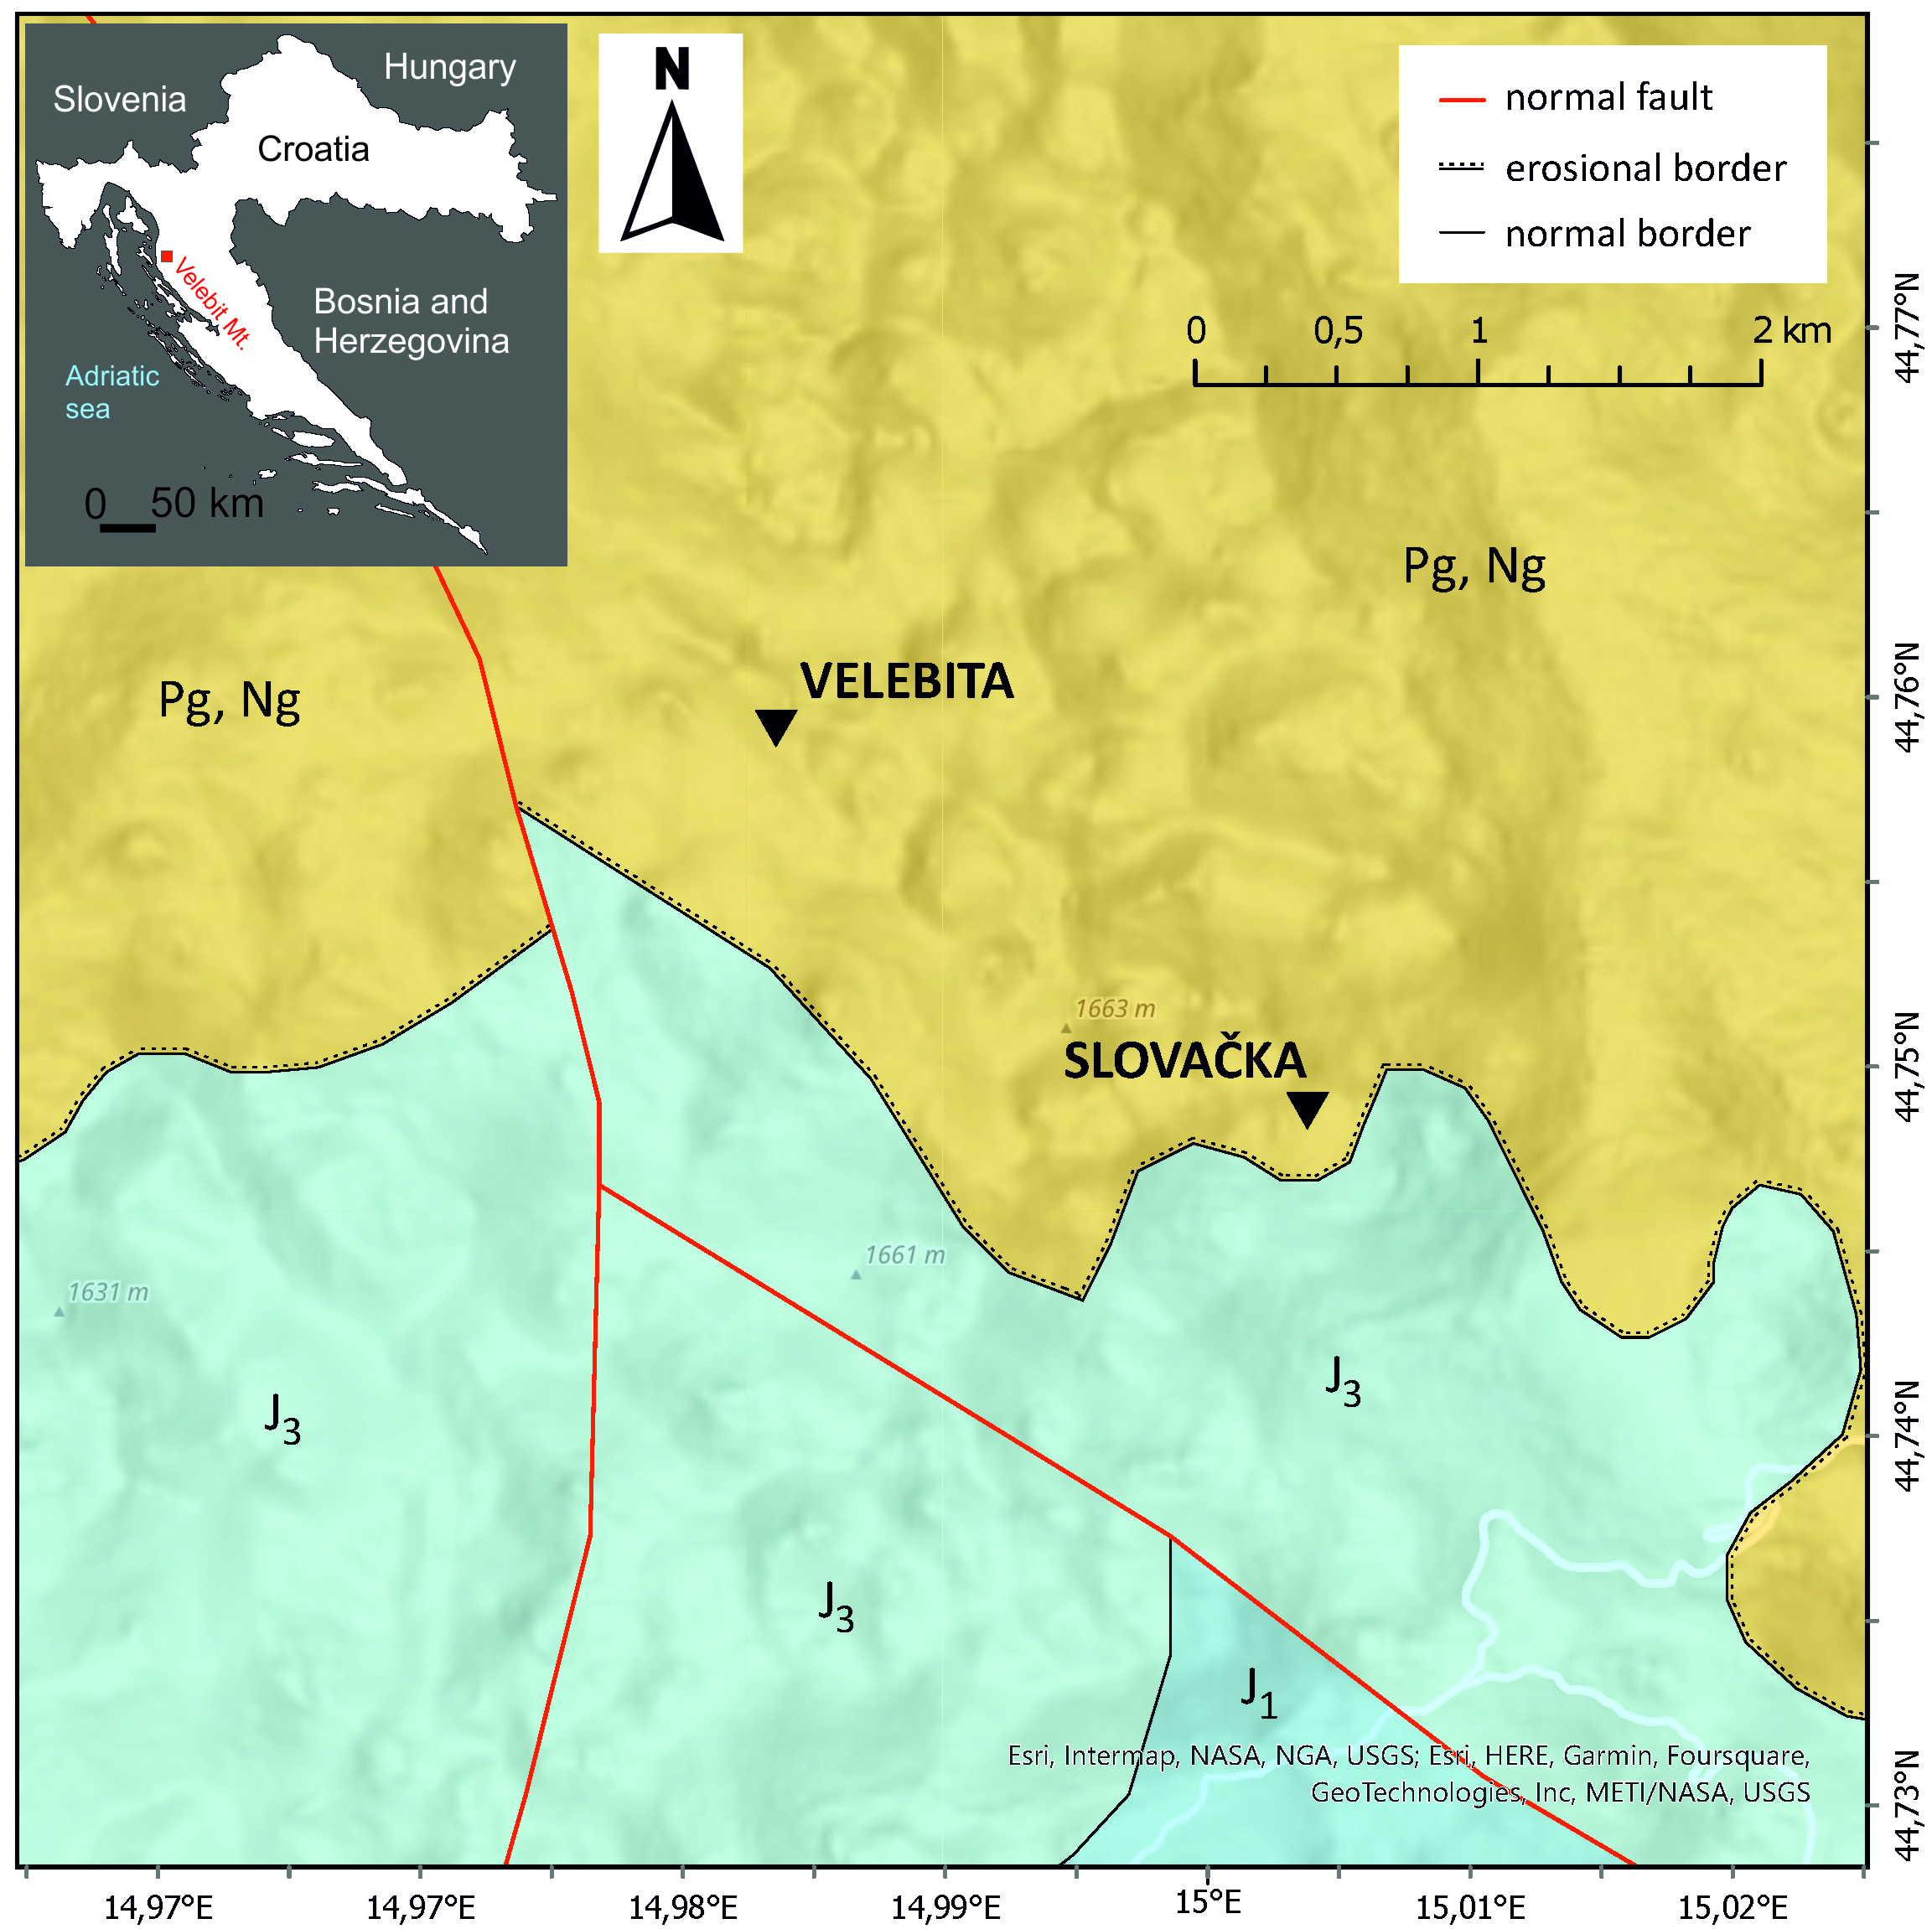 Hungary
Slovenia
Croatia
Velebit Mt.
Bosnia and
Herzegovina
Adriatic
sea
0 50 km
N
normal fault
erosional border
normal border
0 0,5 1 2 km
Pg, Ng
Pg, Ng
VELEBITA
1663 m
SLOVAČKA
1661 m
1631 m
J3
J3
J3
J1
Esri, Intermap, NASA, NGA, USGS; Esri, HERE, Garmin, Foursquare,
GeoTechnologies, Inc, METI/NASA, USGS
44,77°N
44,76°N
44,75°N
44,74°N
44,73°N
14,97°E 14,97°E 14,98°E 14,99°E 15°E 15,01°E 15,02°E